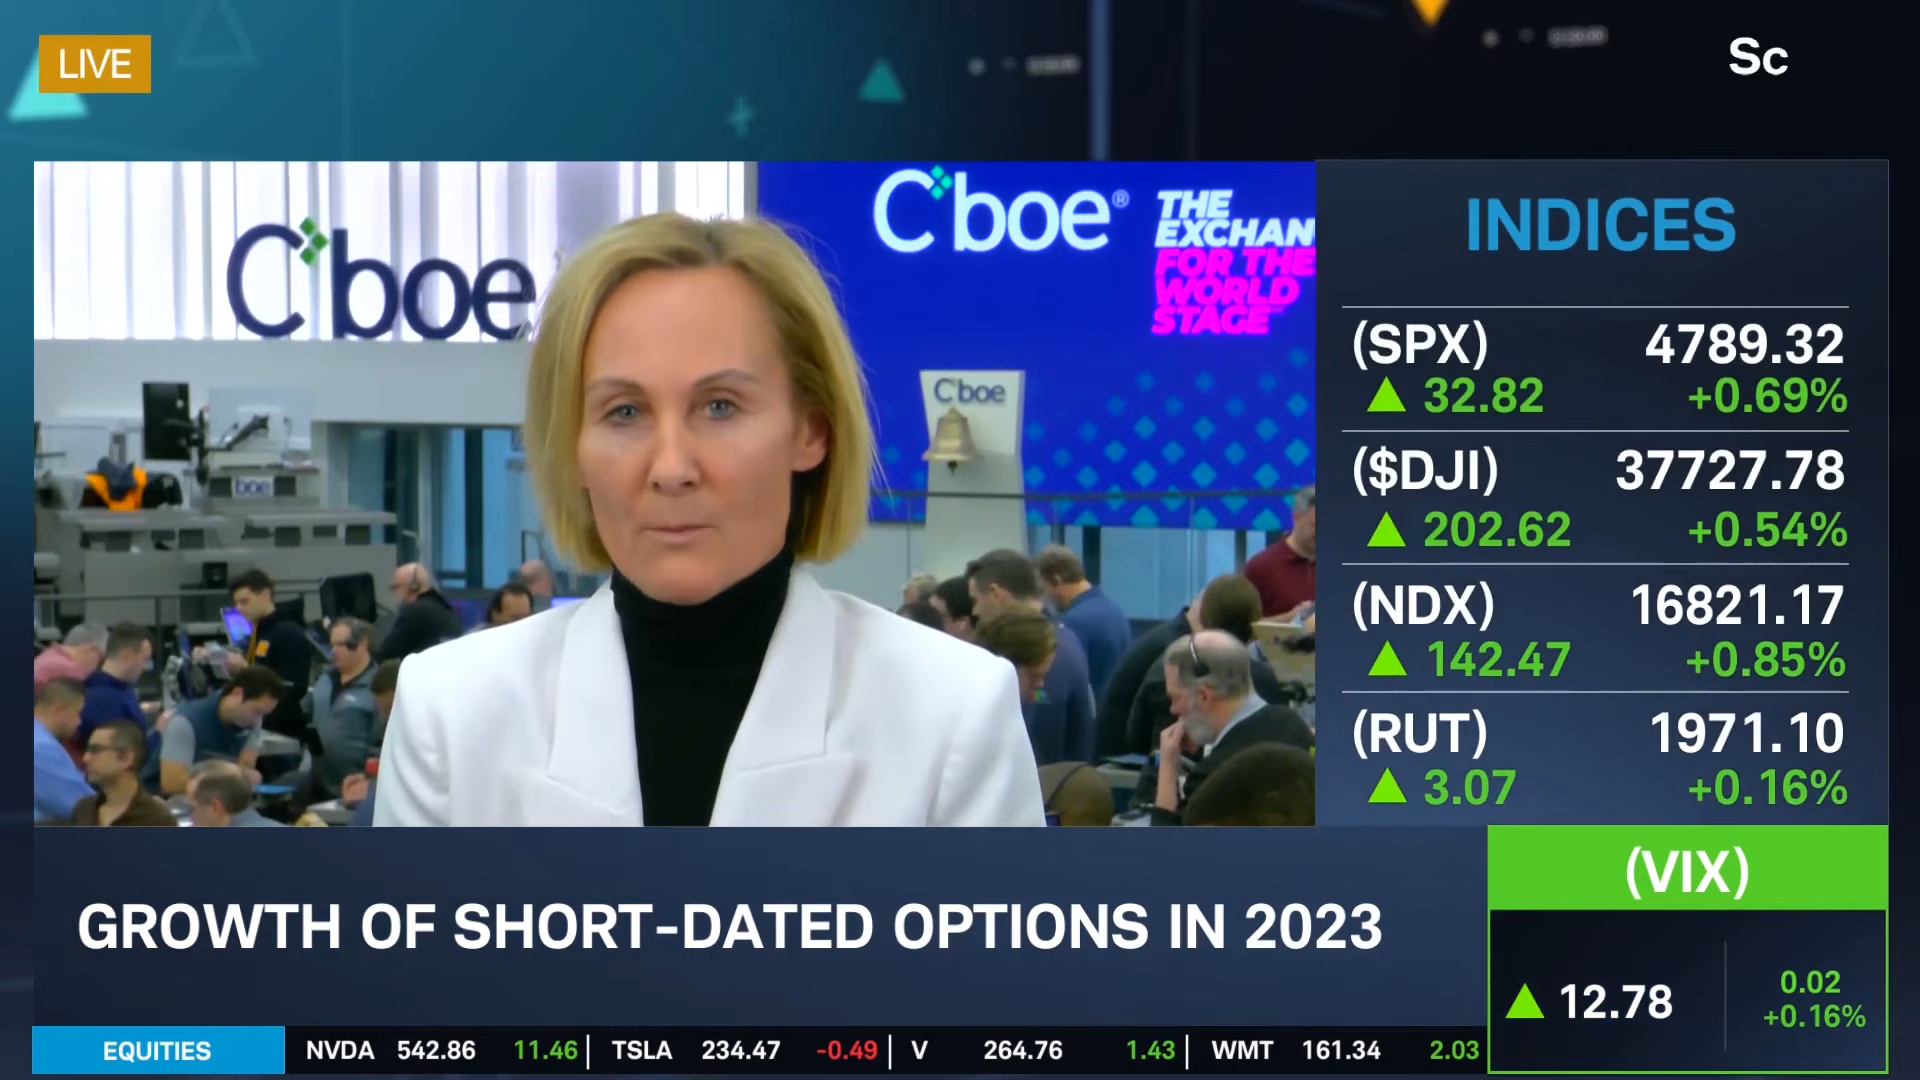 LIVE
Sc
Cboe
Cboe®
THE
EXCHAN
FOR THE
WORLD
STAGE
Cboe
boe
INDICES
(SPX) 4789.32
▲ 32.82 +0.69%
($DJI) 37727.78
▲ 202.62 +0.54%
(NDX) 16821.17
▲ 142.47 +0.85%
(RUT) 1971.10
▲ 3.07 +0.16%
GROWTH OF SHORT-DATED OPTIONS IN 2023
(VIX)
▲ 12.78
0.02
+0.16%
EQUITIES
NVDA 542.86 11.46 | TSLA 234.47 -0.49 | V 264.76 1.43 | WMT 161.34 2.03